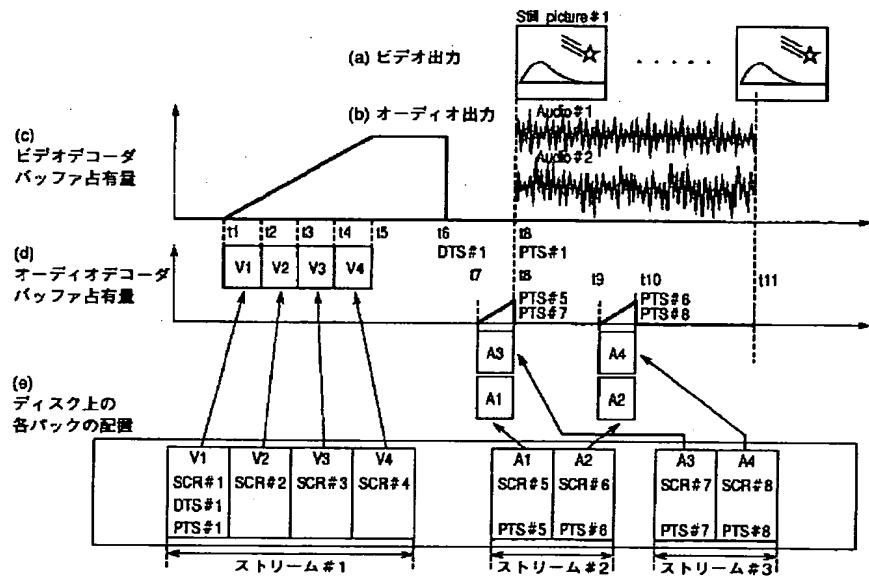 Still picture#1
(a) ビデオ出力
(b) オーディオ出力
Audio#1
Audio#2
(c)
ビデオデコーダ
バッファ占有量
t1 t2 t3 t4 t5 t6 t8
DTS#1 PTS#1
(d)
オーディオデコーダ
バッファ占有量
V1 V2 V3 V4
t7 t8 t9 t10 t11
PTS#5 PTS#6
PTS#7 PTS#8
A3 A4
A1 A2
(e)
ディスク上の
各パックの配置
V1 V2 V3 V4 A1 A2 A3 A4
SCR#1 SCR#2 SCR#3 SCR#4 SCR#5 SCR#6 SCR#7 SCR#8
DTS#1
PTS#1 PTS#5 PTS#6 PTS#7 PTS#8
ストリーム#1 ストリーム#2 ストリーム#3